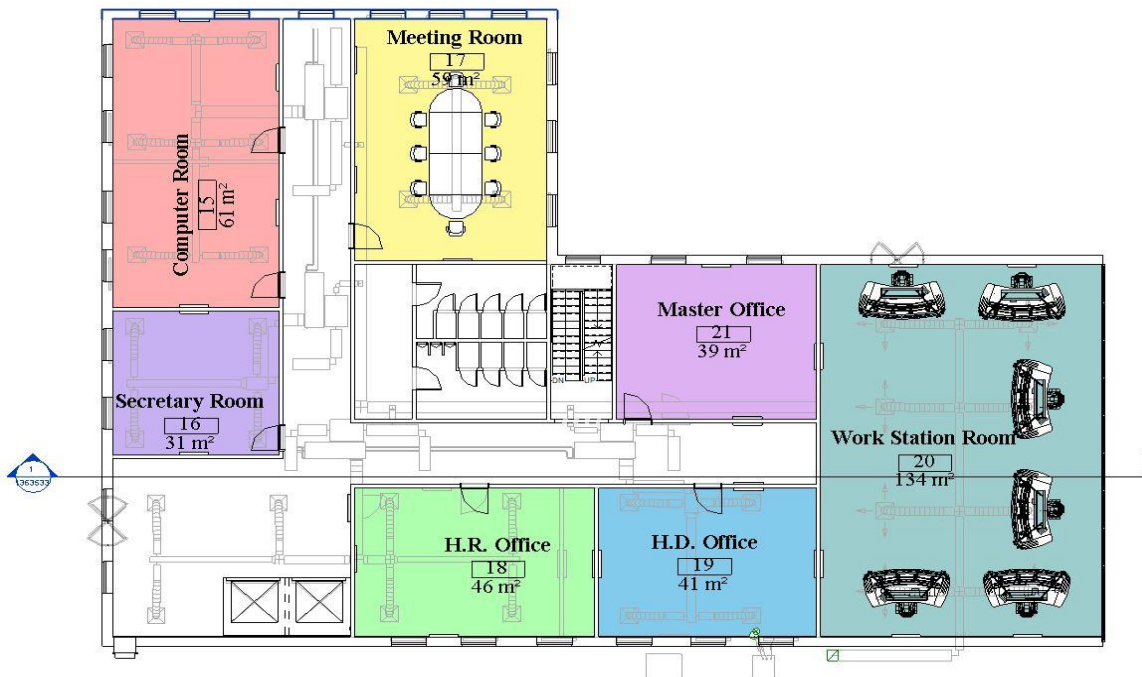 Meeting Room
17
59 m²
Computer Room
15
61 m²
Master Office
21
39 m²
Secretary Room
16
31 m²
DN
UP
Work Station Room
20
134 m²
1
1363633
H.R. Office
18
46 m²
H.D. Office
19
41 m²